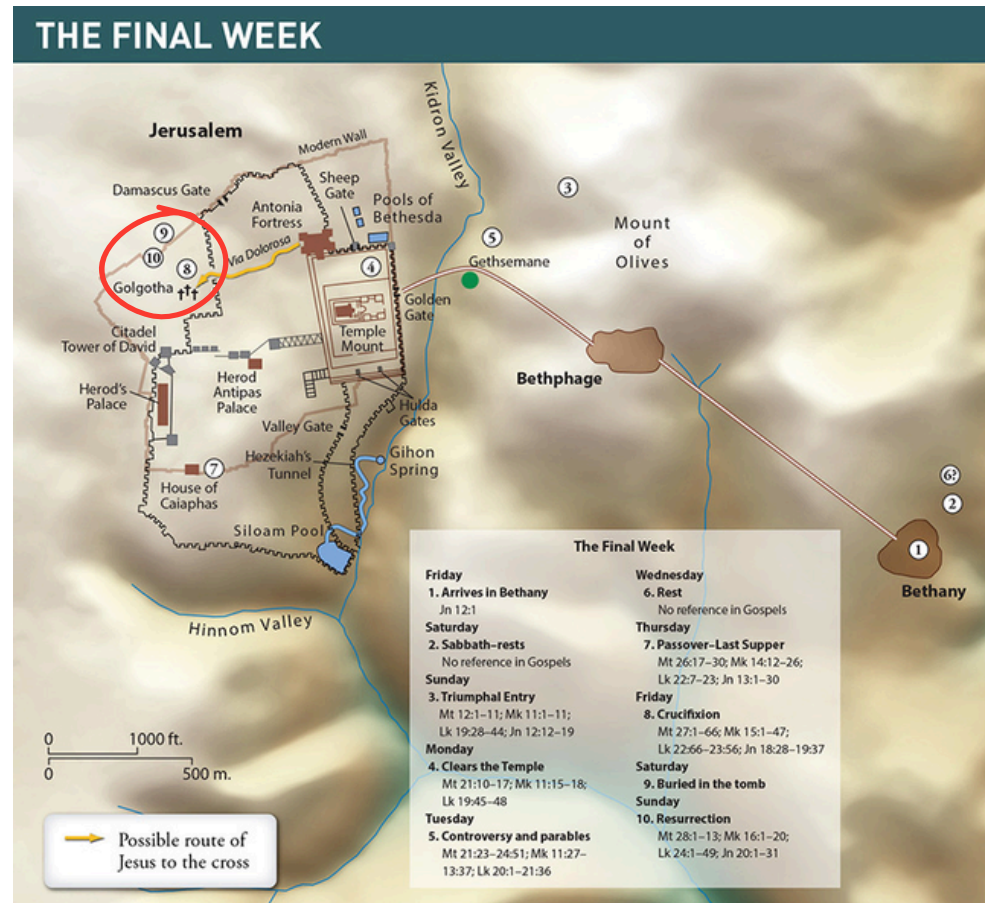 THE FINAL WEEK
Kidron Valley
Jerusalem
Modern Wall
Damascus Gate
Sheep
Gate
Pools of
Bethesda
Antonia
Fortress
3
Mount
of
Olives
9
10
8
Via Dolorosa
4
5
Gethsemane
Golgotha
Golden
Gate
Citadel
Tower of David
Temple
Mount
Bethphage
Herod's
Palace
Herod
Antipas
Palace
Hulda
Gates
Valley Gate
Hezekiah's
Tunnel
Gihon
Spring
7
House of
Caiaphas
6?
2
Siloam Pool
1
Bethany
Hinnom Valley
The Final Week
Friday
1. Arrives in Bethany
Jn 12:1
Saturday
2. Sabbath–rests
No reference in Gospels
Sunday
3. Triumphal Entry
Mt 12:1–11; Mk 11:1–11;
Lk 19:28–44; Jn 12:12–19
Monday
4. Clears the Temple
Mt 21:10–17; Mk 11:15–18;
Lk 19:45–48
Tuesday
5. Controversy and parables
Mt 21:23–24:51; Mk 11:27–
13:37; Lk 20:1–21:36
Wednesday
6. Rest
No reference in Gospels
Thursday
7. Passover–Last Supper
Mt 26:17–30; Mk 14:12–26;
Lk 22:7–23; Jn 13:1–30
Friday
8. Crucifixion
Mt 27:1–66; Mk 15:1–47;
Lk 22:66–23:56; Jn 18:28–19:37
Saturday
9. Buried in the tomb
Sunday
10. Resurrection
Mt 28:1–13; Mk 16:1–20;
Lk 24:1–49; Jn 20:1–31
0 1000 ft.
0 500 m.
Possible route of
Jesus to the cross